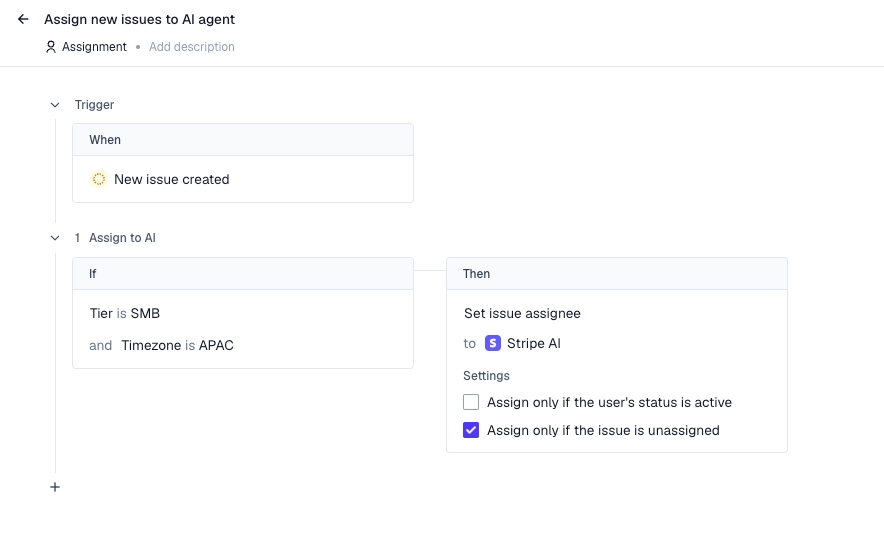 Assign new issues to AI agent
Assignment • Add description
Trigger
When
New issue created
1 Assign to AI
If
Tier is SMB
and Timezone is APAC
Then
Set issue assignee
to S Stripe AI
Settings
Assign only if the user's status is active
Assign only if the issue is unassigned